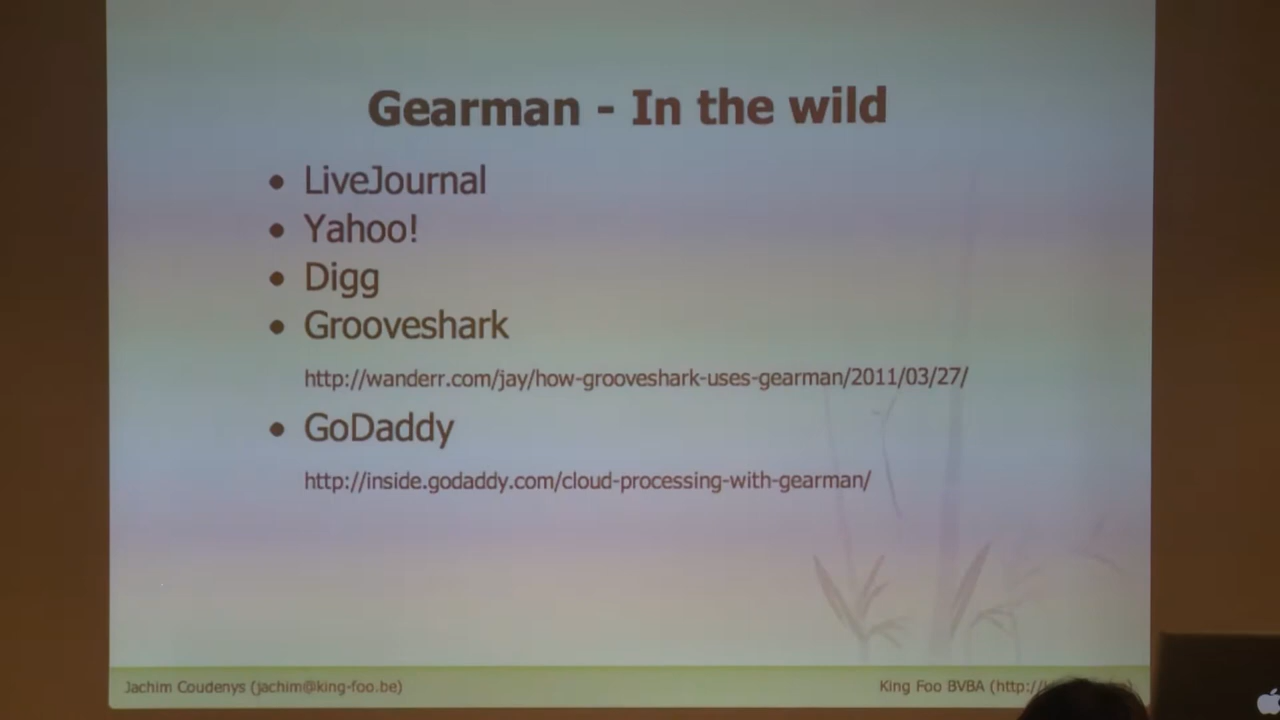 Gearman - In the wild
• LiveJournal
• Yahoo!
• Digg
• Grooveshark
http://wanderr.com/jay/how-grooveshark-uses-gearman/2011/03/27/
• GoDaddy
http://inside.godaddy.com/cloud-processing-with-gearman/
Jachim Coudenys (jachim@king-foo.be)
King Foo BVBA (http://